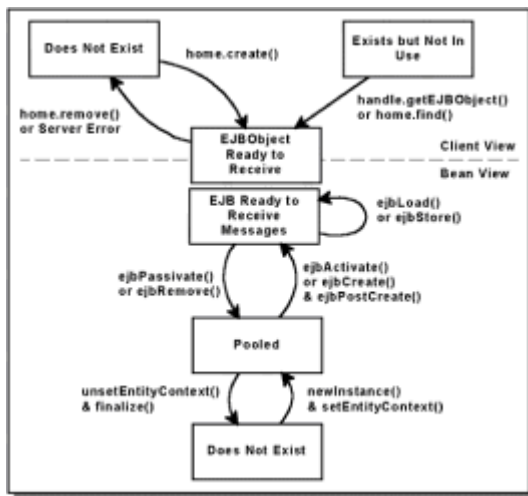 Does Not Exist
home.create()
Exists but Not In
Use
home.remove()
or Server Error
handle.getEJBObject()
or home.find()
EJBObject
Ready to
Receive
Client View
Bean View
EJB Ready to
Receive
Messages
ejbLoad()
or ejbStore()
ejbPassivate()
or ejbRemove()
ejbActivate()
or ejbCreate()
& ejbPostCreate()
Pooled
unsetEntityContext()
& finalize()
newInstance()
& setEntityContext()
Does Not Exist